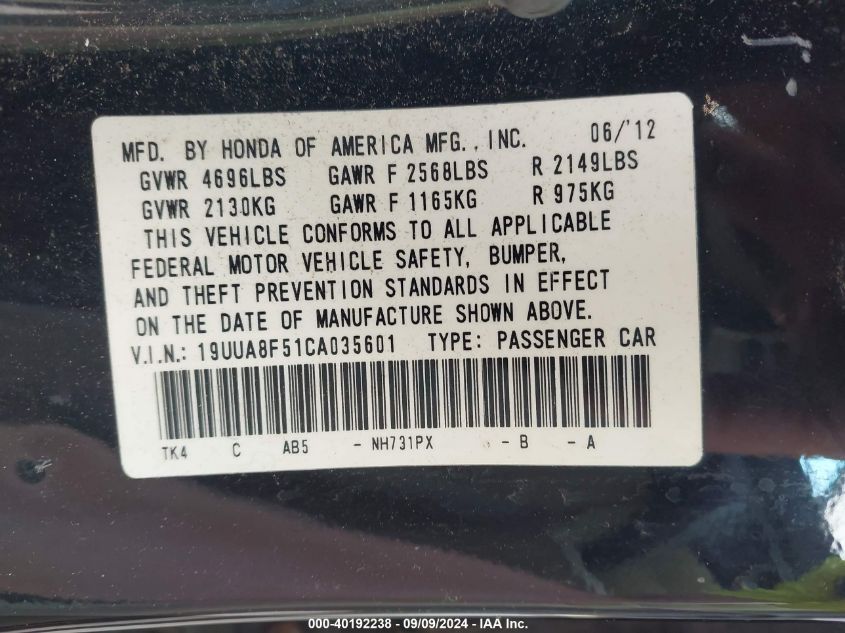 MFD. BY HONDA OF AMERICA MFG., INC. 06/'12
GVWR 4696LBS GAWR F 2568LBS R 2149LBS
GVWR 2130KG GAWR F 1165KG R 975KG
THIS VEHICLE CONFORMS TO ALL APPLICABLE
FEDERAL MOTOR VEHICLE SAFETY, BUMPER,
AND THEFT PREVENTION STANDARDS IN EFFECT
ON THE DATE OF MANUFACTURE SHOWN ABOVE.
V.I.N.: 19UUA8F51CA035601 TYPE: PASSENGER CAR
TK4 C AB5 - NH731PX - B - A
000-40192238 - 09/09/2024 - IAA Inc.